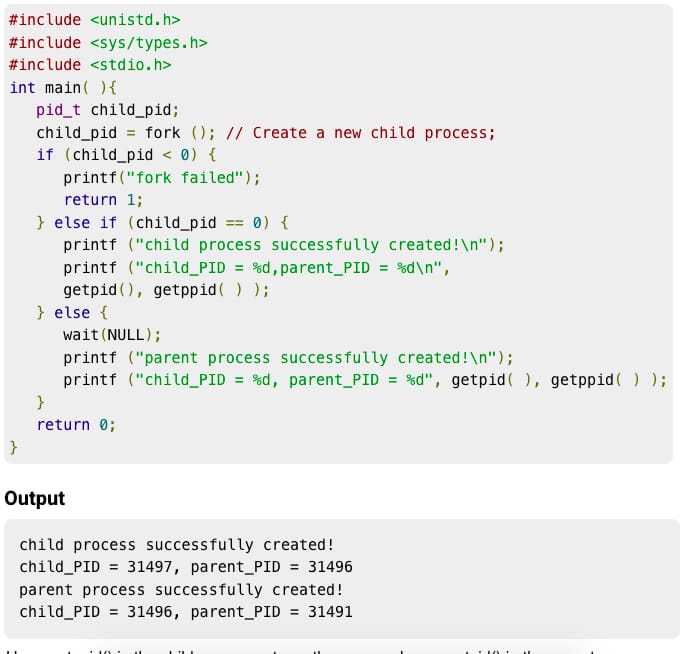 #include <unistd.h>
#include <sys/types.h>
#include <stdio.h>
int main( ){
   pid_t child_pid;
   child_pid = fork (); // Create a new child process;
   if (child_pid < 0) {
      printf("fork failed");
      return 1;
   } else if (child_pid == 0) {
      printf ("child process successfully created!\n");
      printf ("child_PID = %d,parent_PID = %d\n",
      getpid(), getppid( ) );
   } else {
      wait(NULL);
      printf ("parent process successfully created!\n");
      printf ("child_PID = %d, parent_PID = %d", getpid( ), getppid( ) );
   }
   return 0;
}
Output
child process successfully created!
child_PID = 31497, parent_PID = 31496
parent process successfully created!
child_PID = 31496, parent_PID = 31491